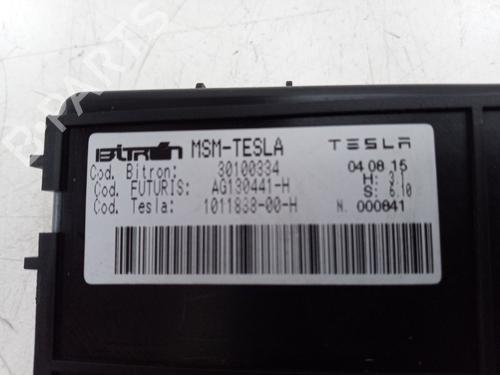 BITRON MSM-TESLA TESLA
Cod. Bitron: 30100334 04.08.15
Cod. FUTURIS: AG130441-H H: 3.1
Cod. Tesla: 1011838-00-H S: 6.10
N. 000841